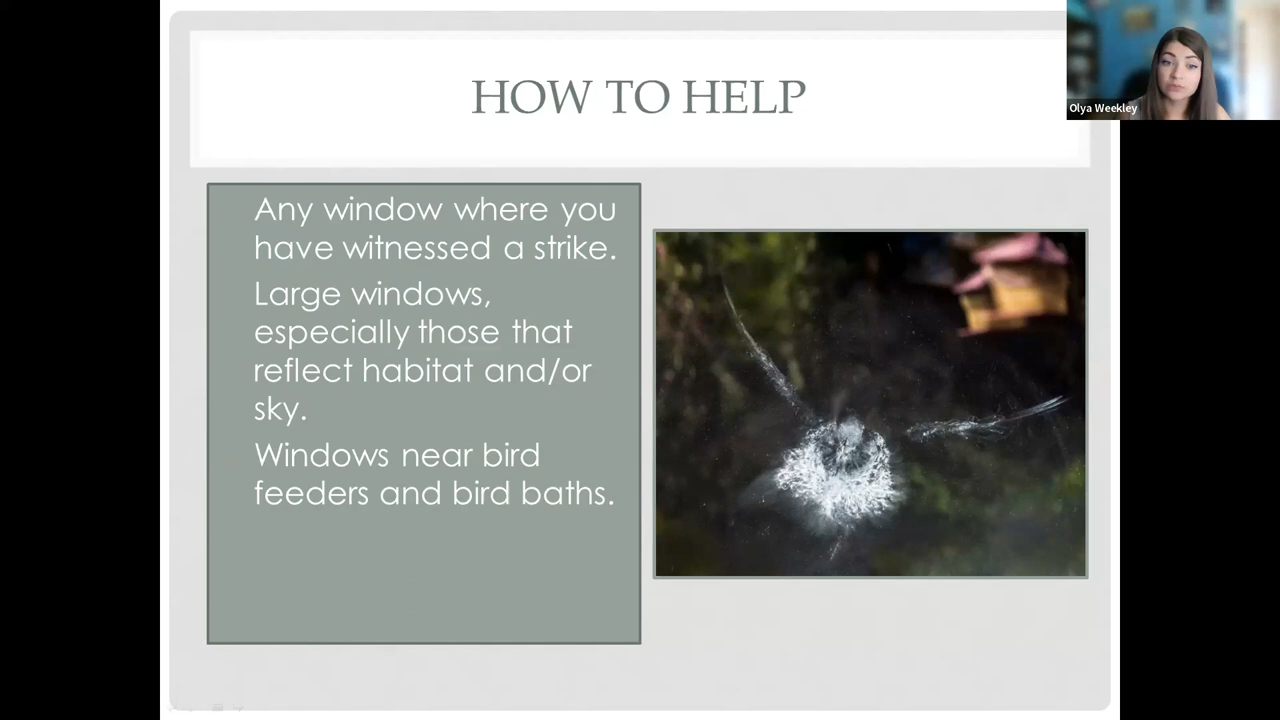 HOW TO HELP
Olya Weekley
Any window where you
have witnessed a strike.
Large windows,
especially those that
reflect habitat and/or
sky.
Windows near bird
feeders and bird baths.